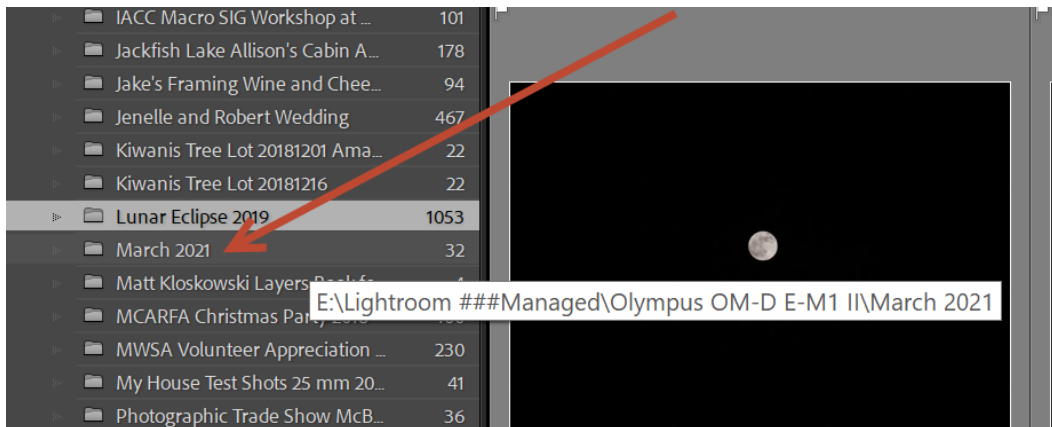 IACC Macro SIG Workshop at ... 101
Jackfish Lake Allison's Cabin A... 178
Jake's Framing Wine and Chee... 94
Jenelle and Robert Wedding 467
Kiwanis Tree Lot 20181201 Ama... 22
Kiwanis Tree Lot 20181216 22
Lunar Eclipse 2019 1053
March 2021 32
Matt Kloskowski Layers
E:\Lightroom ###Managed\Olympus OM-D E-M1 II\March 2021
MCARFA Christmas
MWSA Volunteer Appreciation ... 230
My House Test Shots 25 mm 20... 41
Photographic Trade Show McB... 36